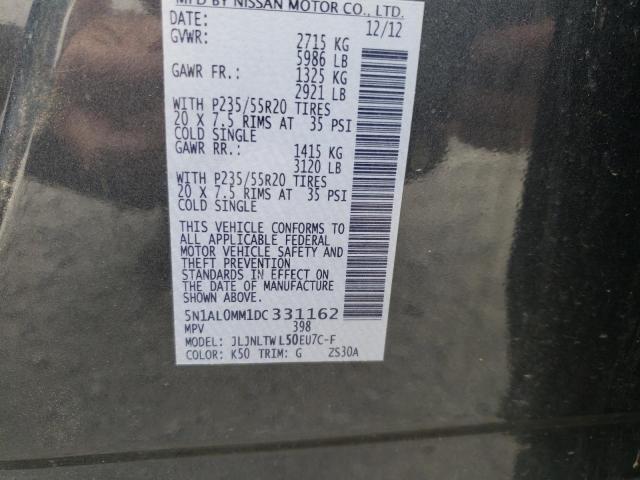 MFD BY NISSAN MOTOR CO., LTD.
DATE: 12/12
GVWR: 2715 KG
5986 LB
GAWR FR.: 1325 KG
2921 LB
WITH P235/55R20 TIRES
20 X 7.5 RIMS AT 35 PSI
COLD SINGLE
GAWR RR.: 1415 KG
3120 LB
WITH P235/55R20 TIRES
20 X 7.5 RIMS AT 35 PSI
COLD SINGLE
THIS VEHICLE CONFORMS TO
ALL APPLICABLE FEDERAL
MOTOR VEHICLE SAFETY AND
THEFT PREVENTION
STANDARDS IN EFFECT ON
THE DATE OF MANUFACTURE
SHOWN ABOVE.
5N1AL0MM1DC331162
MPV 398
MODEL: JLJNLTWL50EU7C-F
COLOR: K50 TRIM: G ZS30A